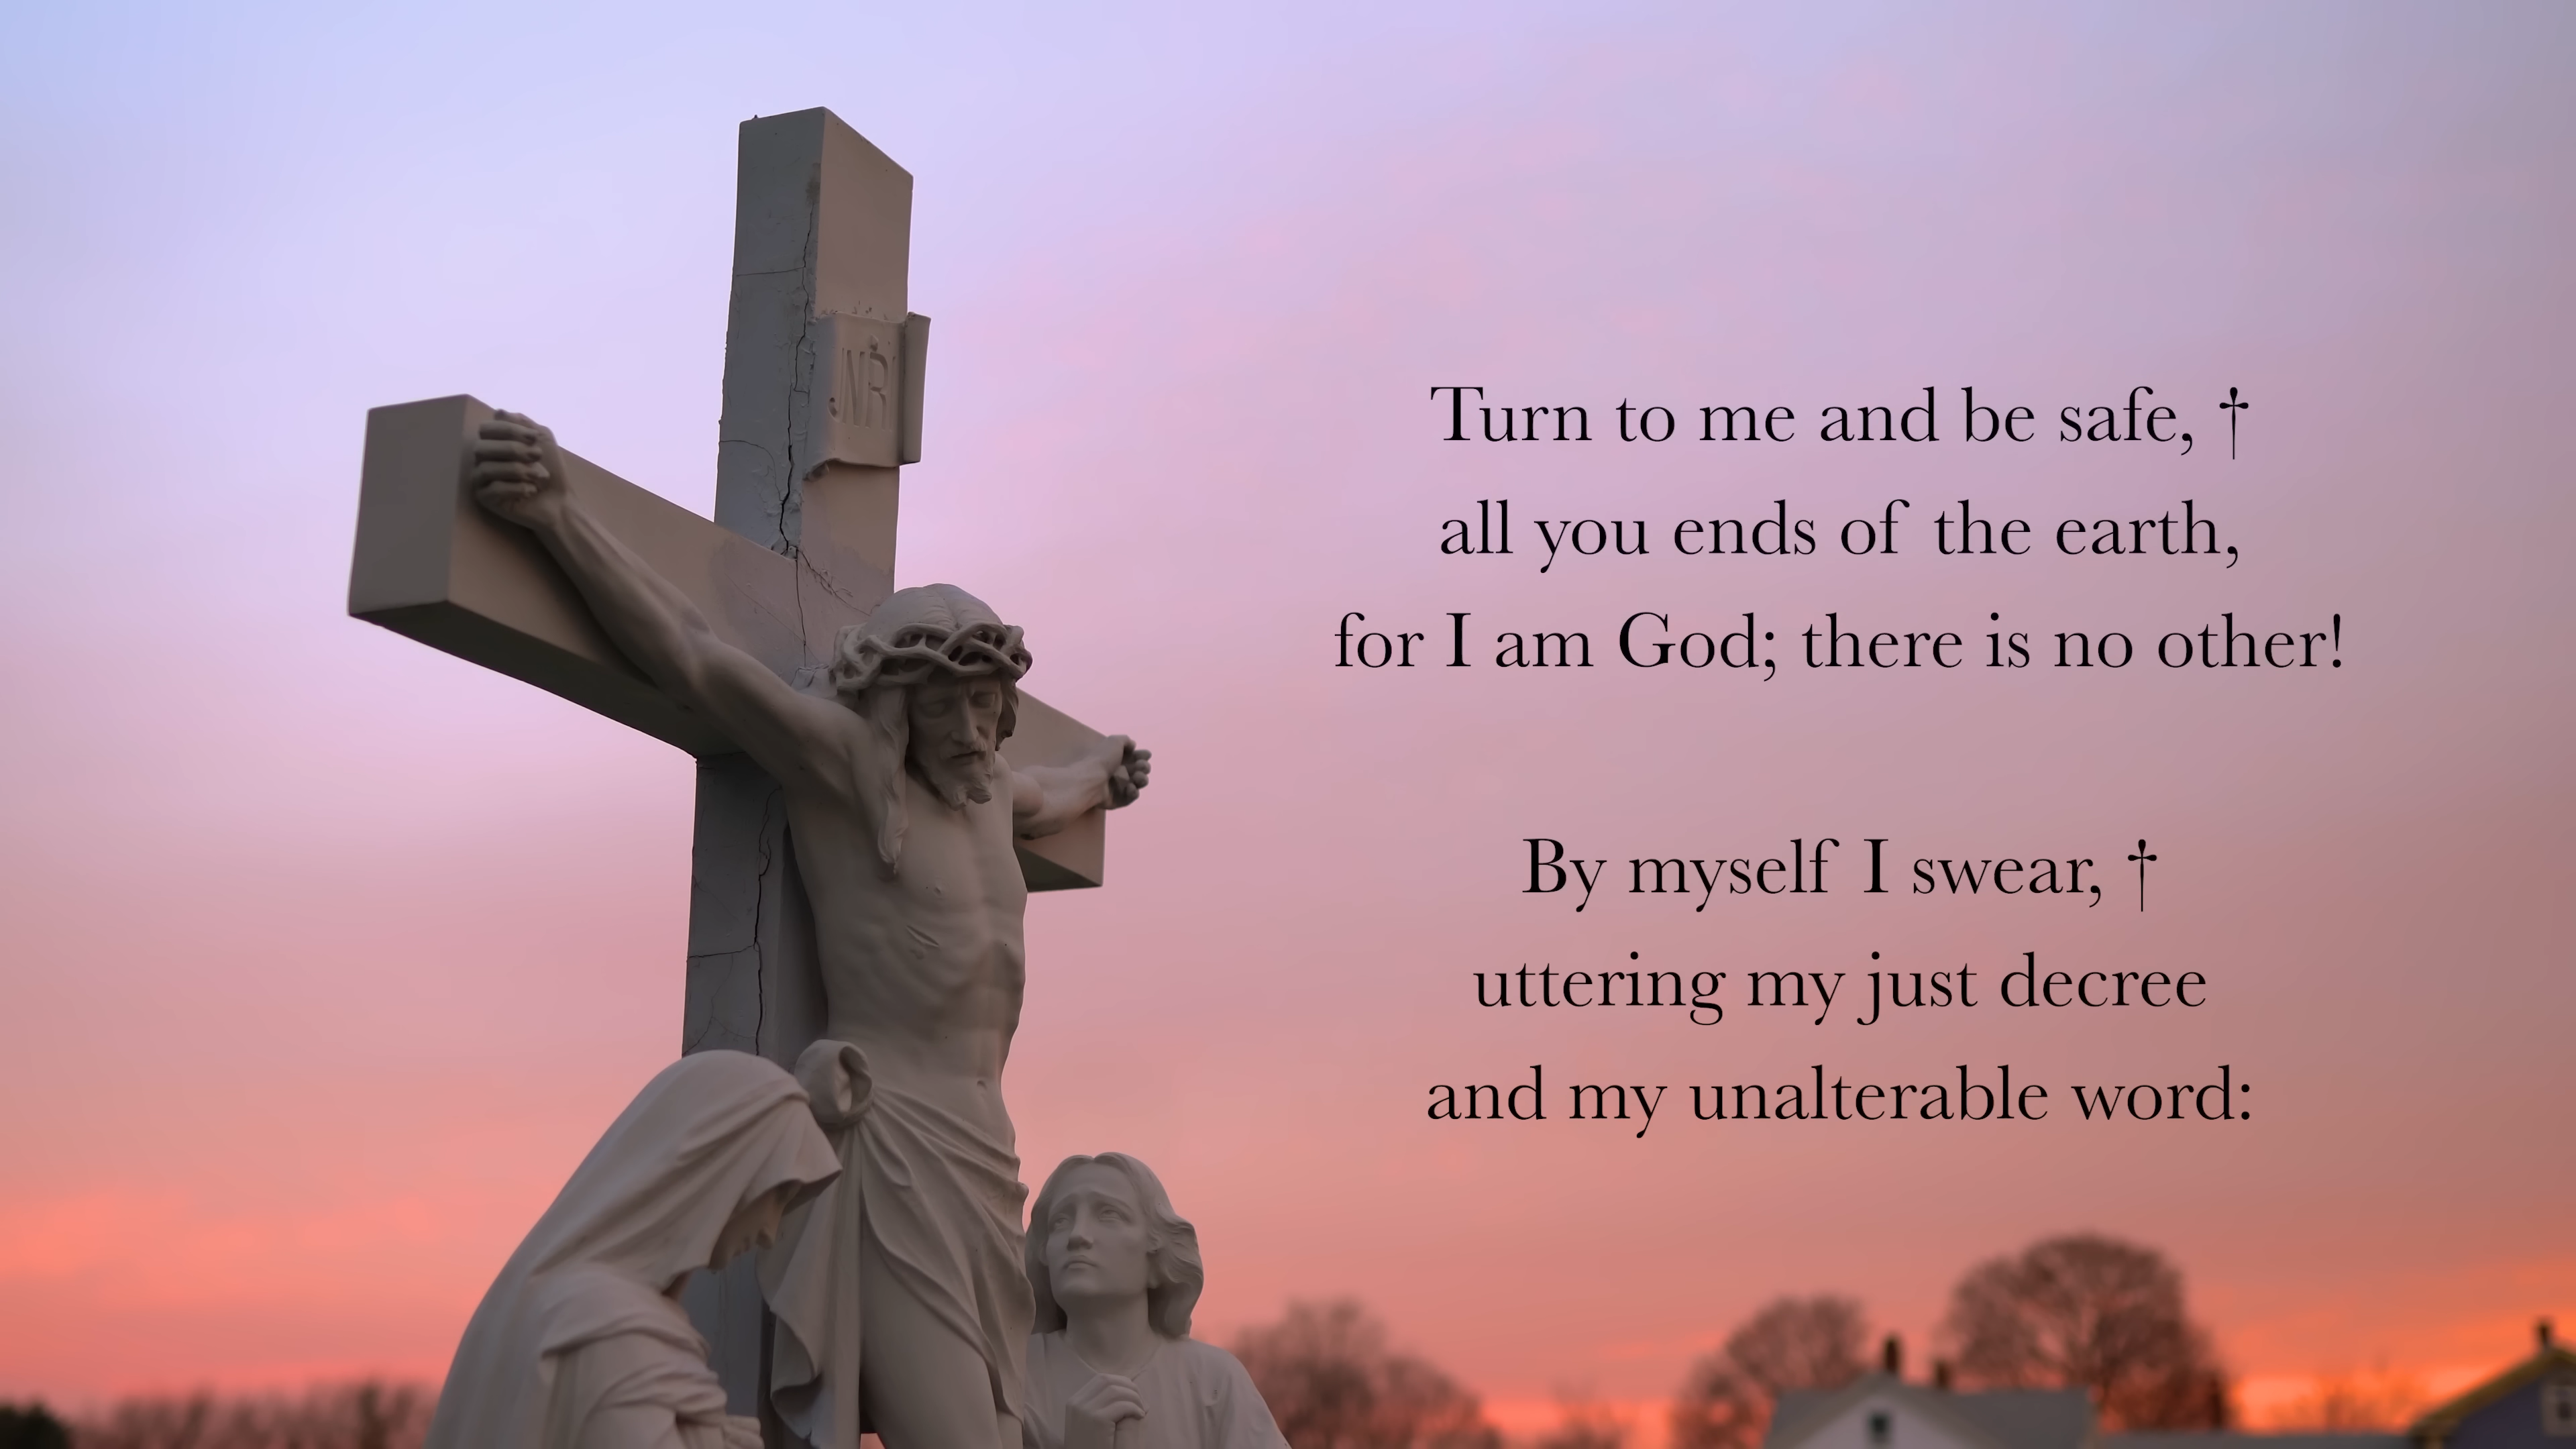 JNRI
Turn to me and be safe, †
all you ends of the earth,
for I am God; there is no other!
By myself I swear, †
uttering my just decree
and my unalterable word: